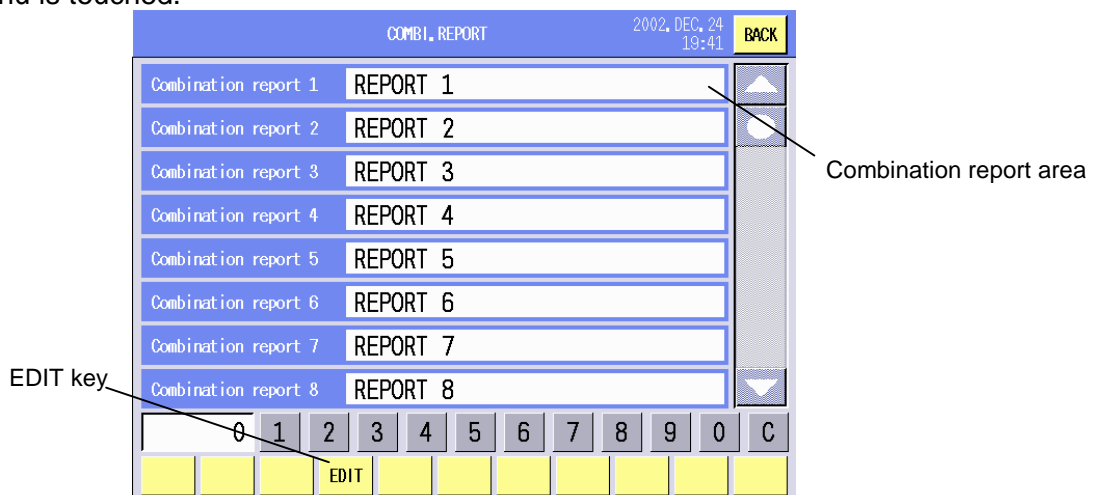 nu is touched.
COMBI.REPORT
2002.DEC.24
19:41
BACK
Combination report 1 REPORT 1
Combination report 2 REPORT 2
Combination report 3 REPORT 3
Combination report 4 REPORT 4
Combination report 5 REPORT 5
Combination report 6 REPORT 6
Combination report 7 REPORT 7
Combination report 8 REPORT 8
Combination report area
EDIT key
0 1 2 3 4 5 6 7 8 9 0 C
EDIT